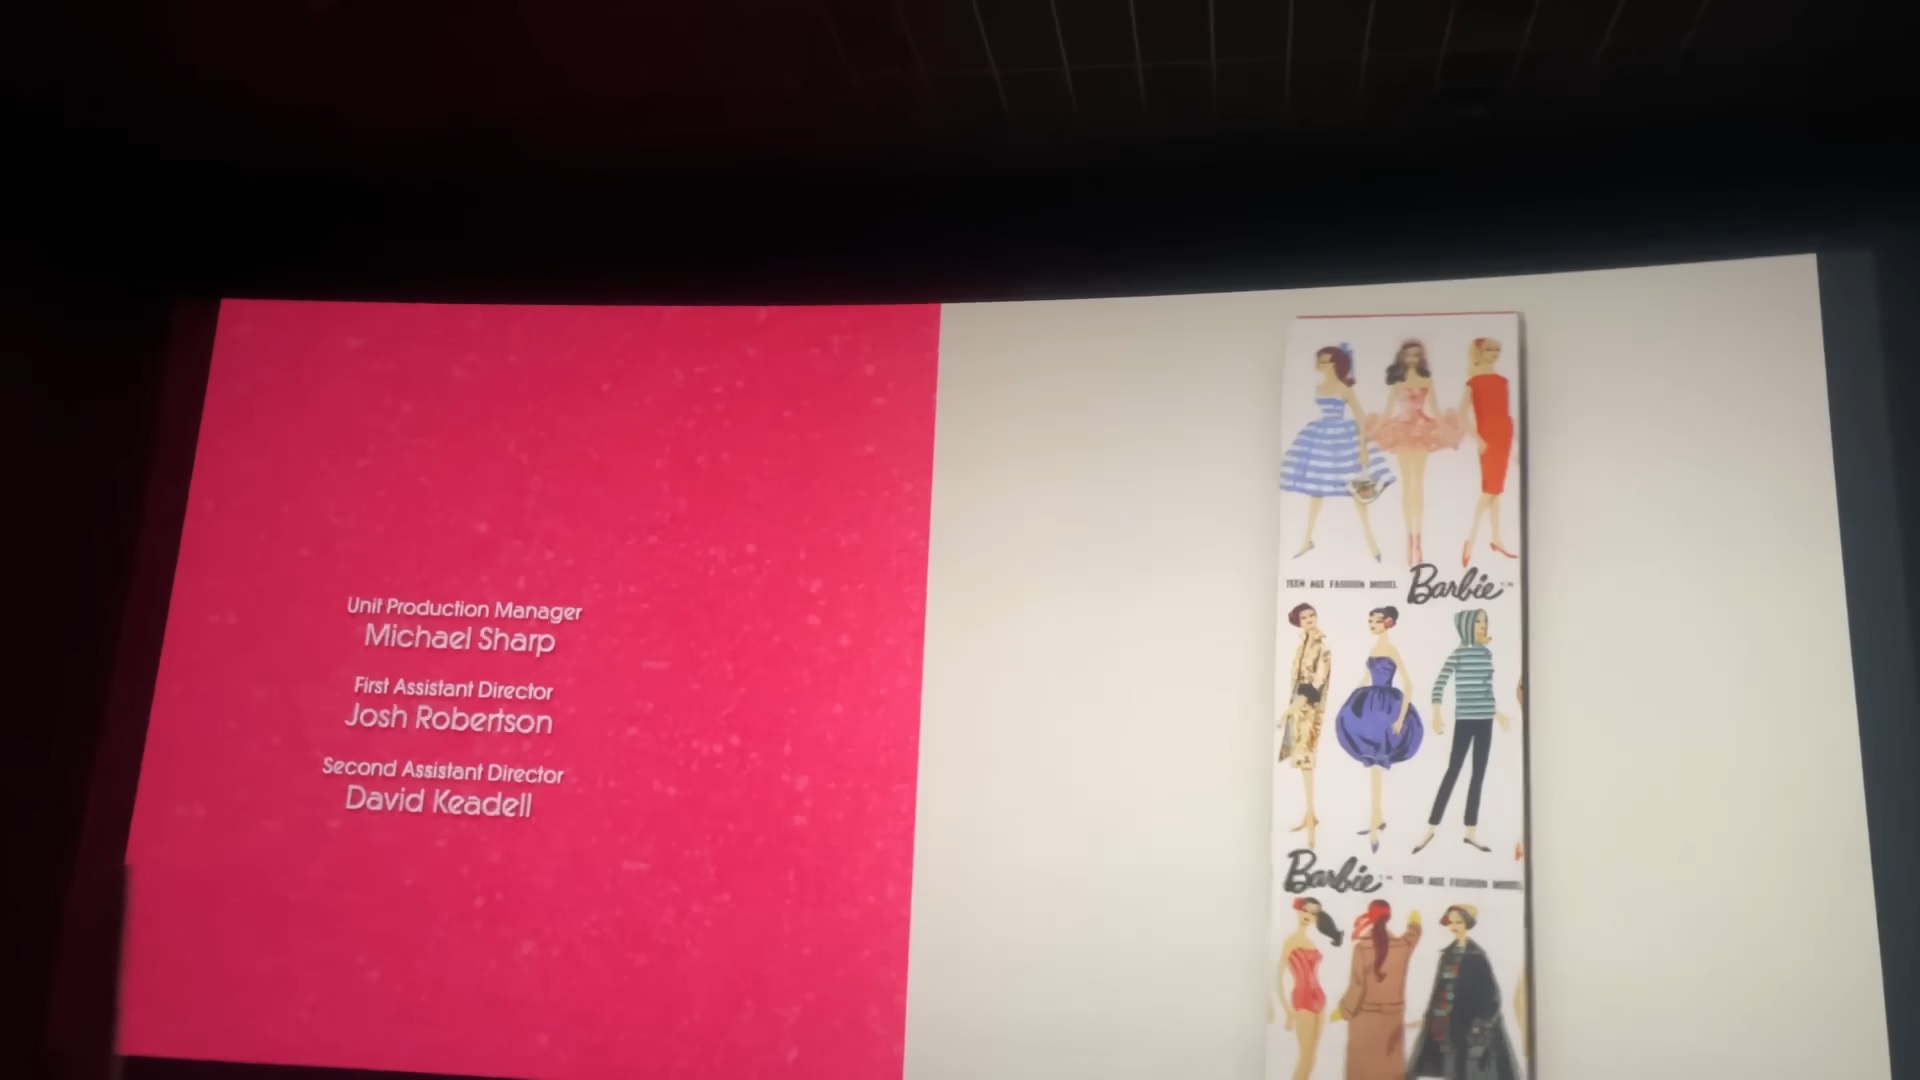 Unit Production Manager
Michael Sharp
First Assistant Director
Josh Robertson
Second Assistant Director
David Keadell
TEEN AGE FASHION MODEL Barbie
Barbie TEEN AGE FASHION MODEL